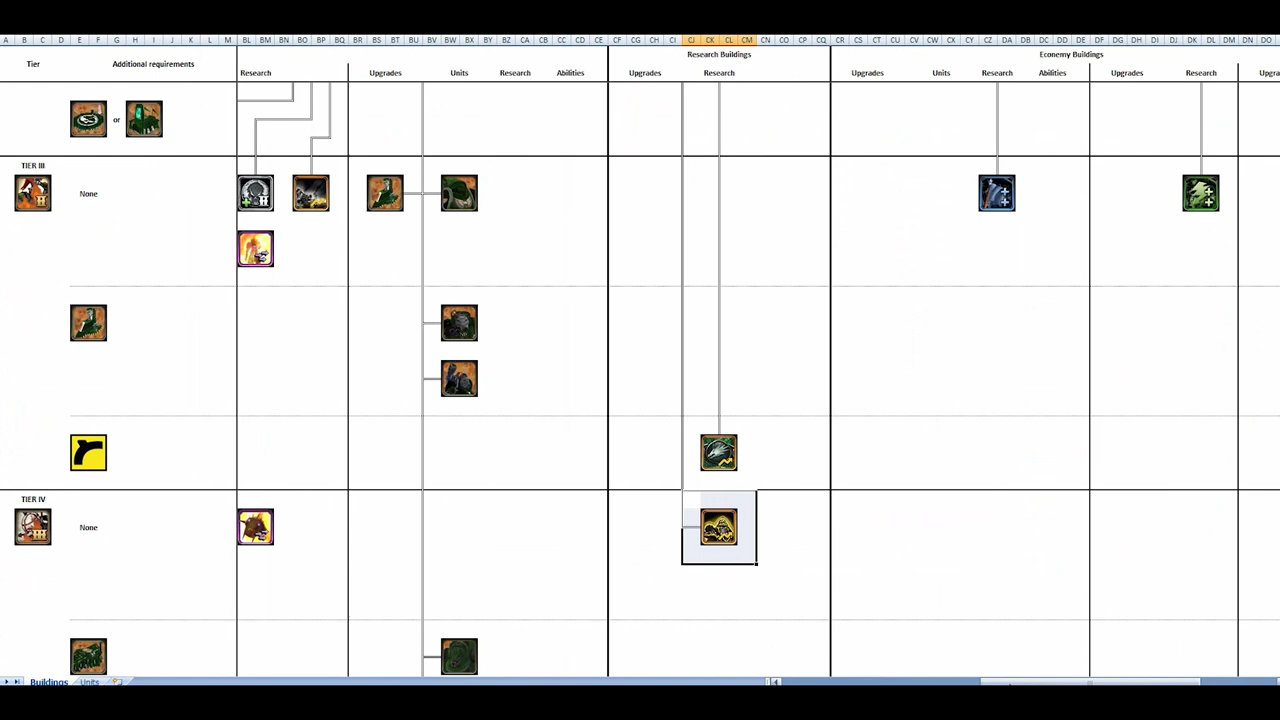 A B C D E F G H I J K L M BL BM BN BO BP BQ BR BS BT BU BV BW BX BY BZ CA CB CC CD CE CF CG CH CI CJ CK CL CM CN CO CP CQ CR CS CT CU CV CW CX CY CZ DA DB DC DD DE DF DG DH DI DJ DK DL DM DN DO
Research Buildings Economy Buildings
Tier Additional requirements
Research Upgrades Units Research Abilities Upgrades Research Upgrades Units Research Abilities Upgrades Research Upgra
or
TIER III
None
TIER IV
None
Buildings Units